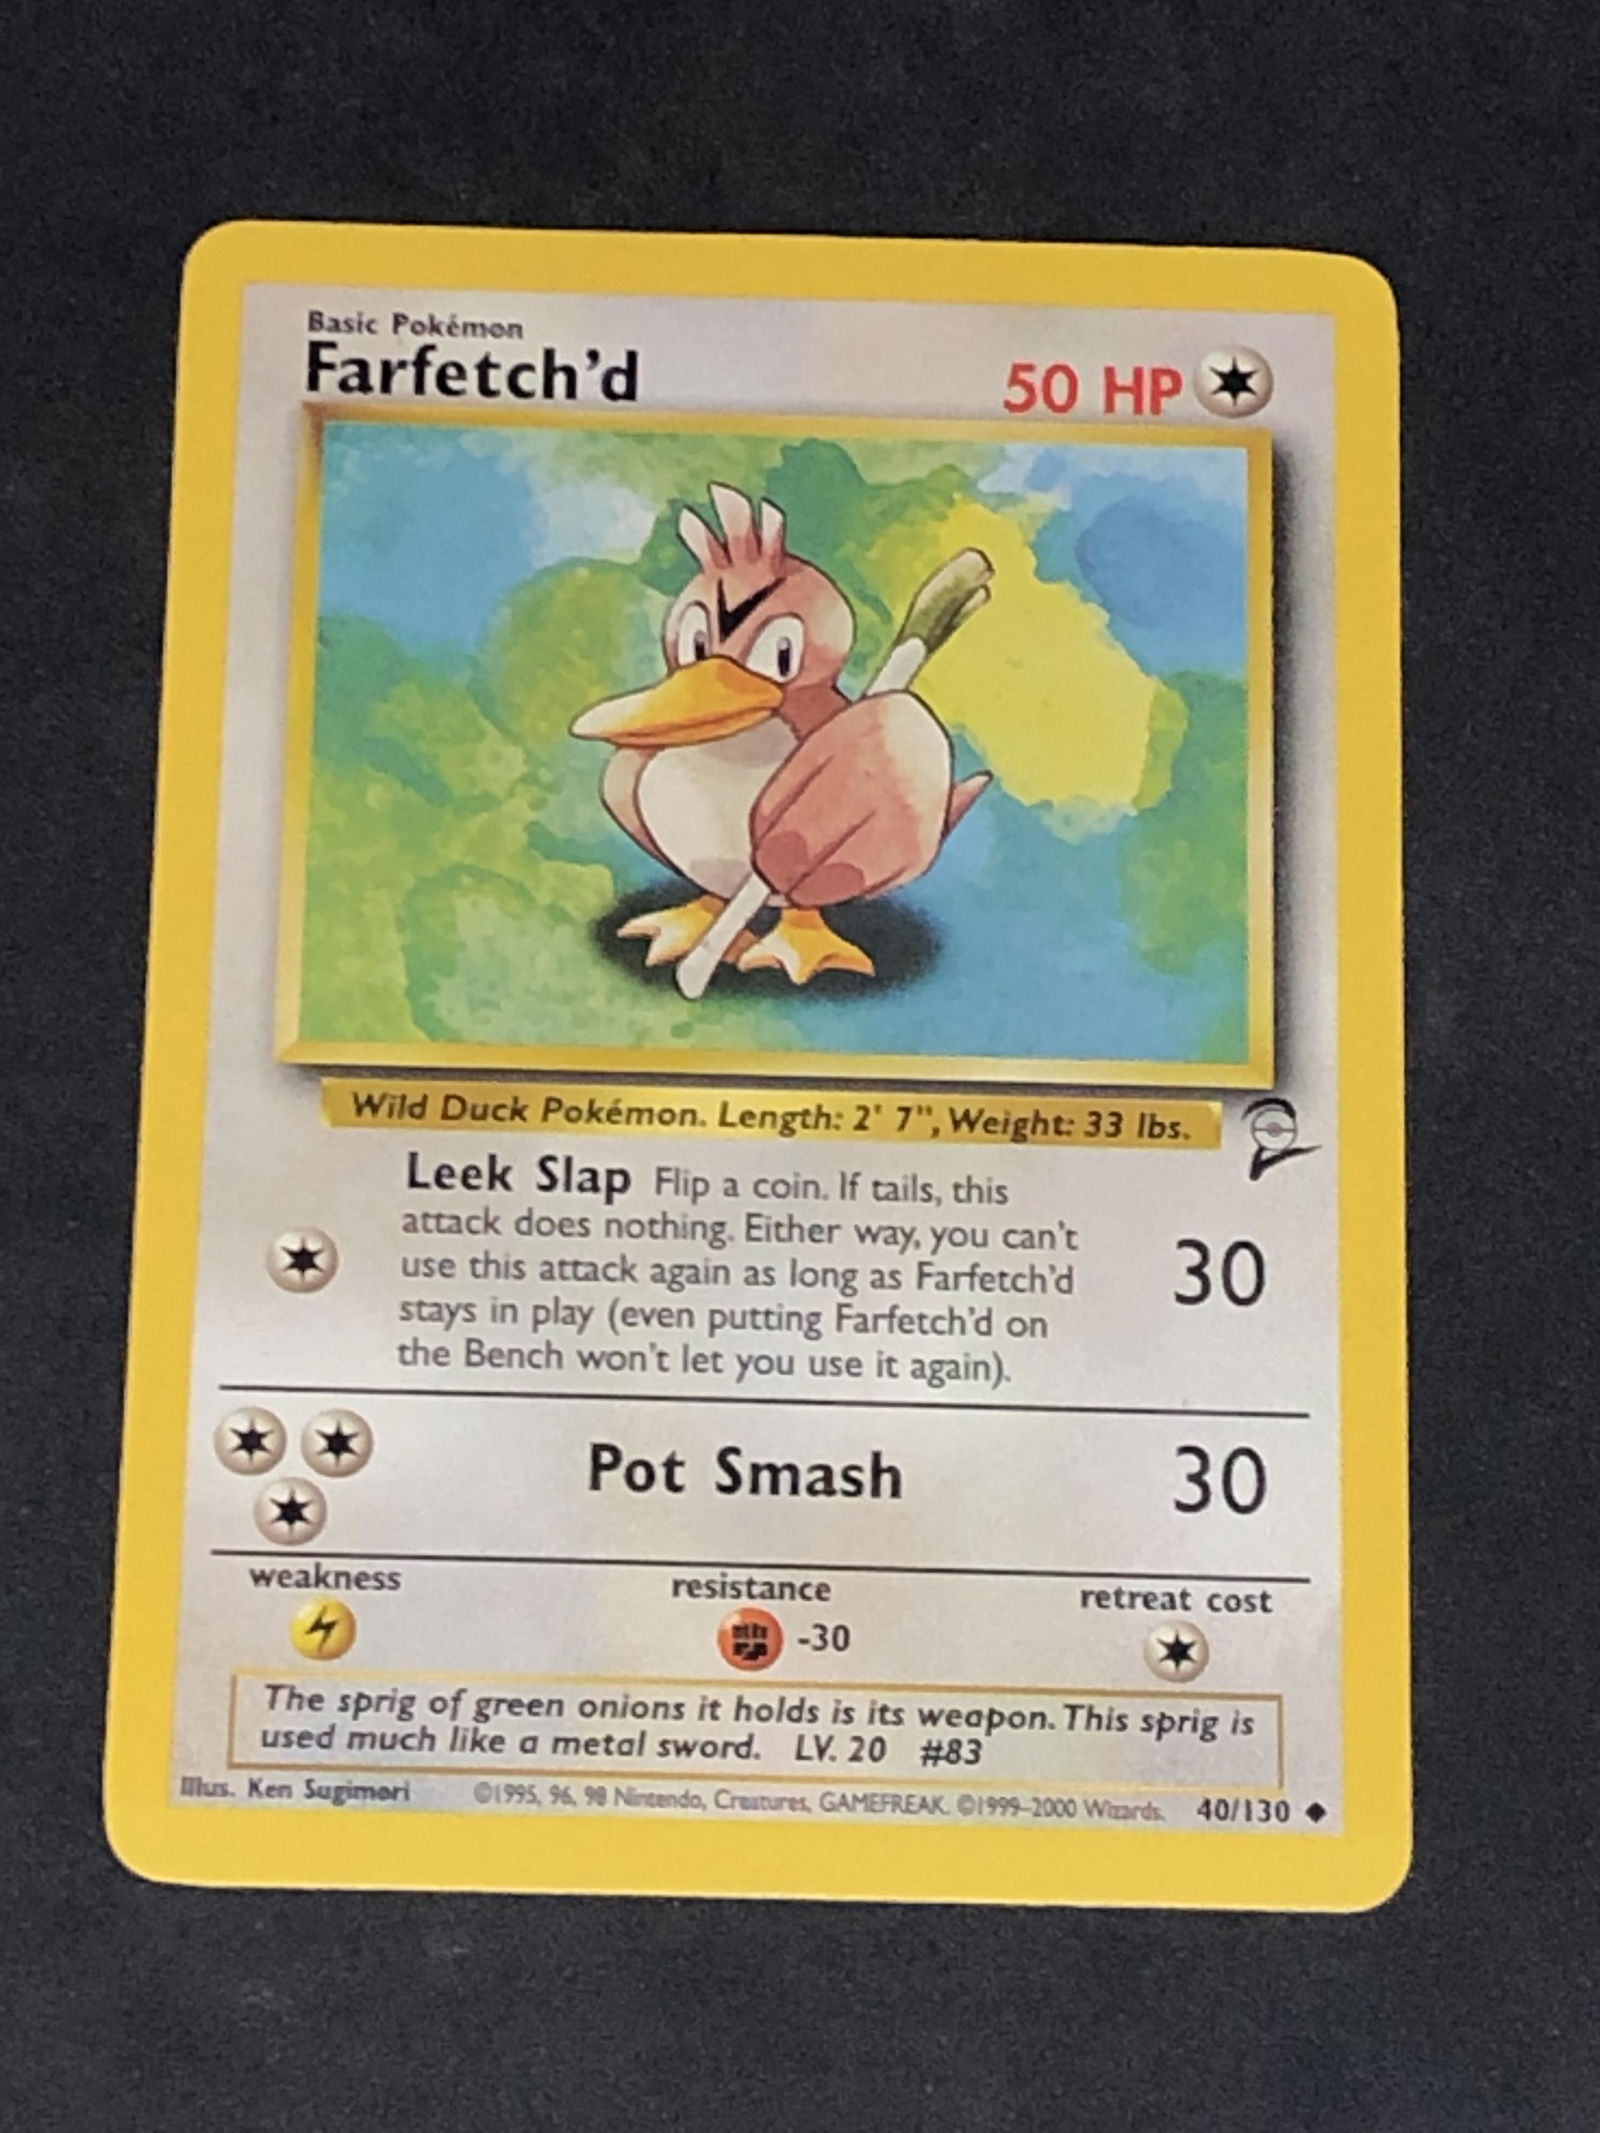 Basic Pokémon
Farfetch'd
50 HP
Wild Duck Pokémon. Length: 2' 7", Weight: 33 lbs.
Leek Slap Flip a coin. If tails, this
attack does nothing. Either way, you can't
use this attack again as long as Farfetch'd
stays in play (even putting Farfetch'd on
the Bench won't let you use it again).
30
Pot Smash
30
weakness
resistance
retreat cost
-30
The sprig of green onions it holds is its weapon. This sprig is
used much like a metal sword. LV. 20 #83
Illus. Ken Sugimori ©1995, 96, 98 Nintendo, Creatures, GAMEFREAK. ©1999-2000 Wizards. 40/130